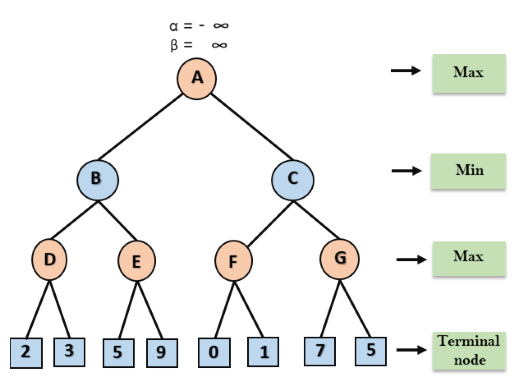 α = - ∞
β = ∞
A
Max
B
C
Min
D
E
F
G
Max
2 3 5 9 0 1 7 5
Terminal
node